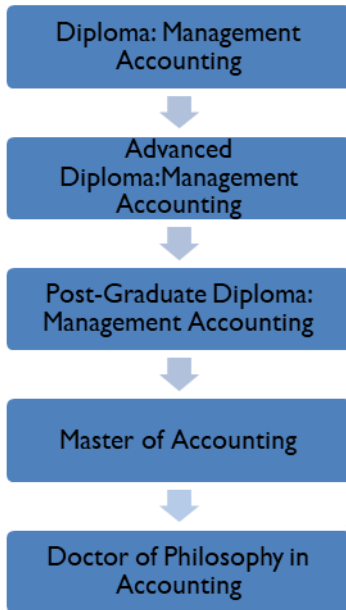 Diploma: Management
Accounting
Advanced
Diploma:Management
Accounting
Post-Graduate Diploma:
Management Accounting
Master of Accounting
Doctor of Philosophy in
Accounting